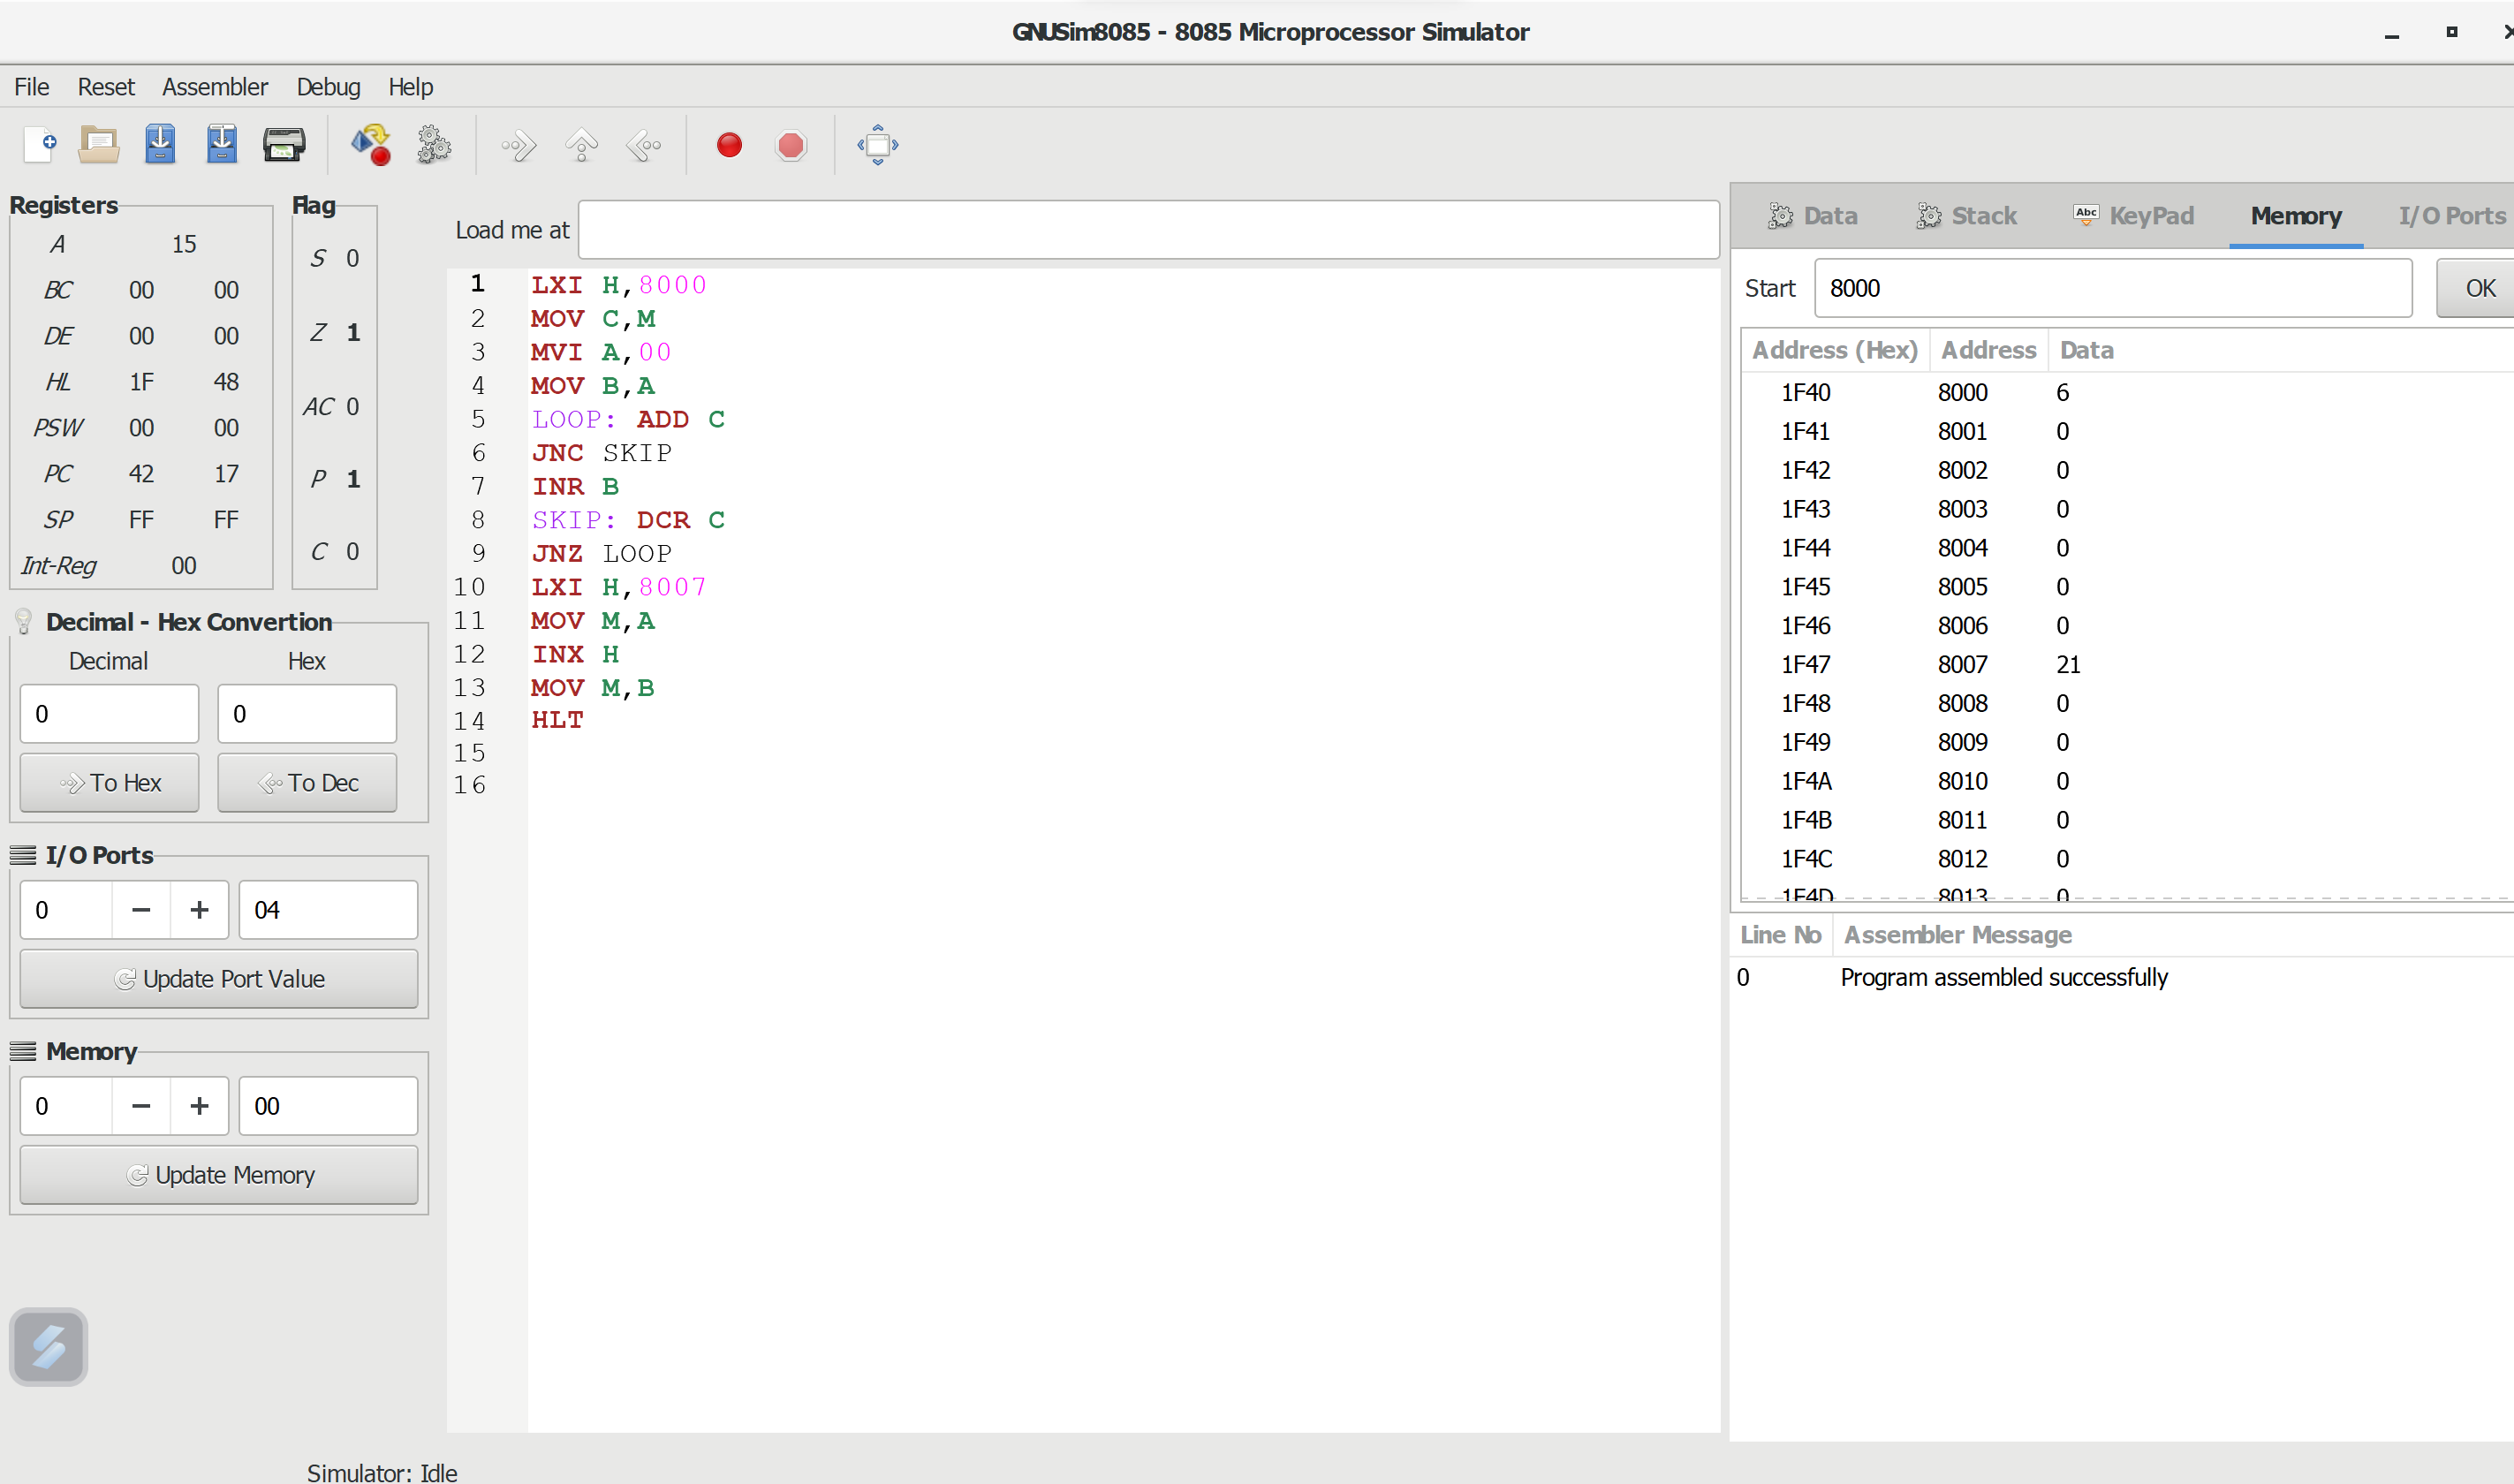 GNUSim8085 - 8085 Microprocessor Simulator
File Reset Assembler Debug Help
Registers
A 15
BC 00 00
DE 00 00
HL 1F 48
PSW 00 00
PC 42 17
SP FF FF
Int-Reg 00
Flag
S 0
Z 1
AC 0
P 1
C 0
Decimal - Hex Convertion
Decimal Hex
0 0
To Hex To Dec
I/O Ports
0 − + 04
Update Port Value
Memory
0 − + 00
Update Memory
Load me at
1 LXI H,8000
2 MOV C,M
3 MVI A,00
4 MOV B,A
5 LOOP: ADD C
6 JNC SKIP
7 INR B
8 SKIP: DCR C
9 JNZ LOOP
10 LXI H,8007
11 MOV M,A
12 INX H
13 MOV M,B
14 HLT
15
16
Data Stack Abc KeyPad Memory I/O Ports
Start 8000 OK
Address (Hex) Address Data
1F40 8000 6
1F41 8001 0
1F42 8002 0
1F43 8003 0
1F44 8004 0
1F45 8005 0
1F46 8006 0
1F47 8007 21
1F48 8008 0
1F49 8009 0
1F4A 8010 0
1F4B 8011 0
1F4C 8012 0
1F4D 8013 0
Line No Assembler Message
0 Program assembled successfully
Simulator: Idle